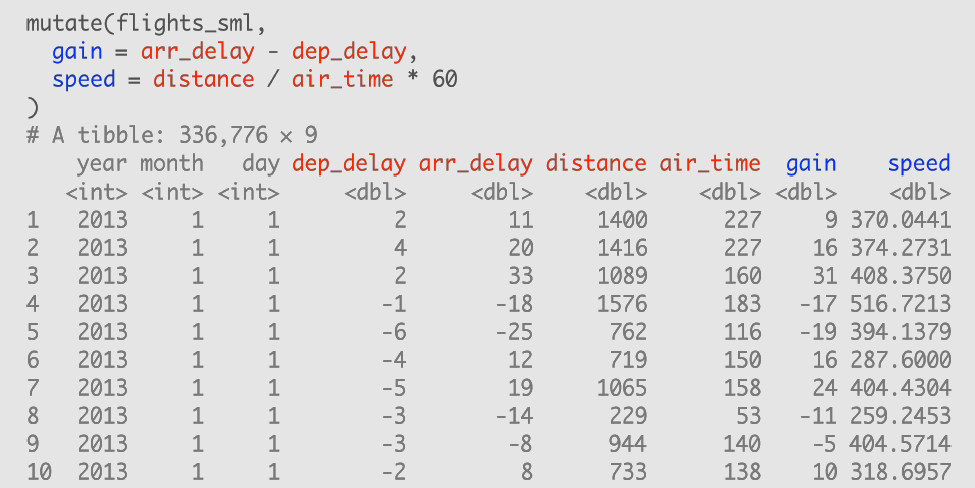 mutate(flights_sml,
  gain = arr_delay - dep_delay,
  speed = distance / air_time * 60
)
# A tibble: 336,776 × 9
    year month   day dep_delay arr_delay distance air_time  gain    speed
   <int> <int> <int>     <dbl>     <dbl>    <dbl>    <dbl> <dbl>    <dbl>
1   2013     1     1         2        11     1400      227     9 370.0441
2   2013     1     1         4        20     1416      227    16 374.2731
3   2013     1     1         2        33     1089      160    31 408.3750
4   2013     1     1        -1       -18     1576      183   -17 516.7213
5   2013     1     1        -6       -25      762      116   -19 394.1379
6   2013     1     1        -4        12      719      150    16 287.6000
7   2013     1     1        -5        19     1065      158    24 404.4304
8   2013     1     1        -3       -14      229       53   -11 259.2453
9   2013     1     1        -3        -8      944      140    -5 404.5714
10  2013     1     1        -2         8      733      138    10 318.6957